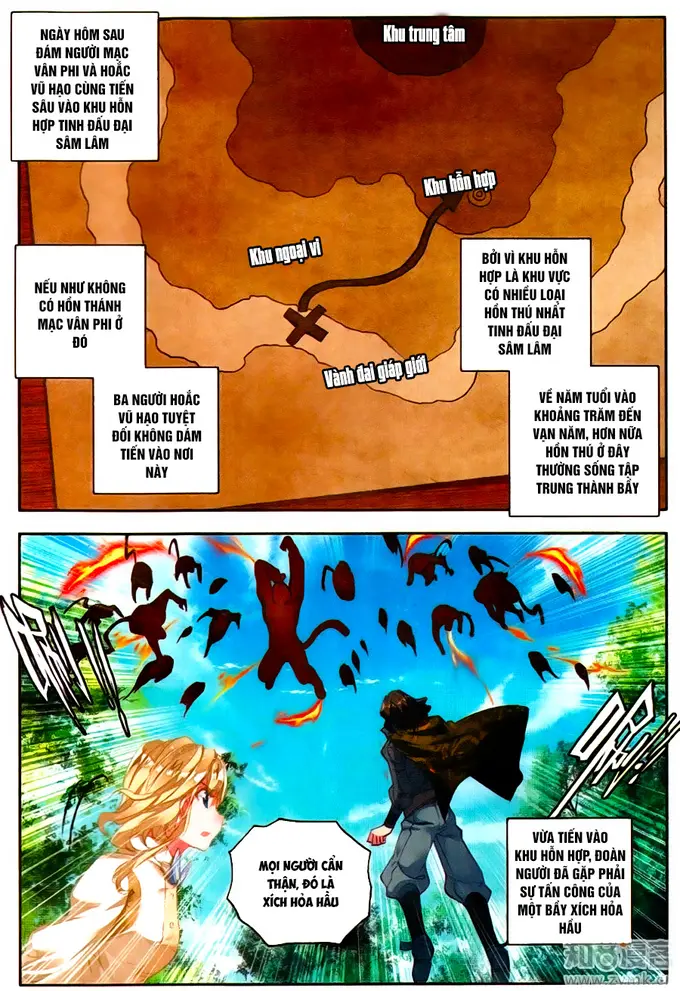 NGÀY HÔM SAU
ĐÁM NGƯỜI MẠC
VÂN PHI VÀ HOẮC
VŨ HẠO CÙNG TIẾN
SÂU VÀO KHU HỖN
HỢP TINH ĐẤU ĐẠI
SÂM LÂM
Khu trung tâm
Khu hỗn hợp
Khu ngoại vi
Vành đai giáp giới
NẾU NHƯ KHÔNG
CÓ HỒN THÁNH
MẠC VÂN PHI Ở
ĐÓ
BA NGƯỜI HOẮC
VŨ HẠO TUYỆT
ĐỐI KHÔNG DÁM
TIẾN VÀO NƠI
NÀY
BỞI VÌ KHU HỖN
HỢP LÀ KHU VỰC
CÓ NHIỀU LOẠI
HỒN THÚ NHẤT
TINH ĐẤU ĐẠI
SÂM LÂM
VỀ NĂM TUỔI VÀO
KHOẢNG TRĂM ĐẾN
VẠN NĂM, HƠN NỮA
HỒN THÚ Ở ĐÂY
THƯỜNG SỐNG TẬP
TRUNG THÀNH BẦY
MỌI NGƯỜI CẨN
THẬN, ĐÓ LÀ
XÍCH HỎA HẦU
VỪA TIẾN VÀO
KHU HỖN HỢP, ĐOÀN
NGƯỜI ĐÃ GẶP PHẢI
SỰ TẤN CÔNG CỦA
MỘT BẦY XÍCH HỎA
HẦU